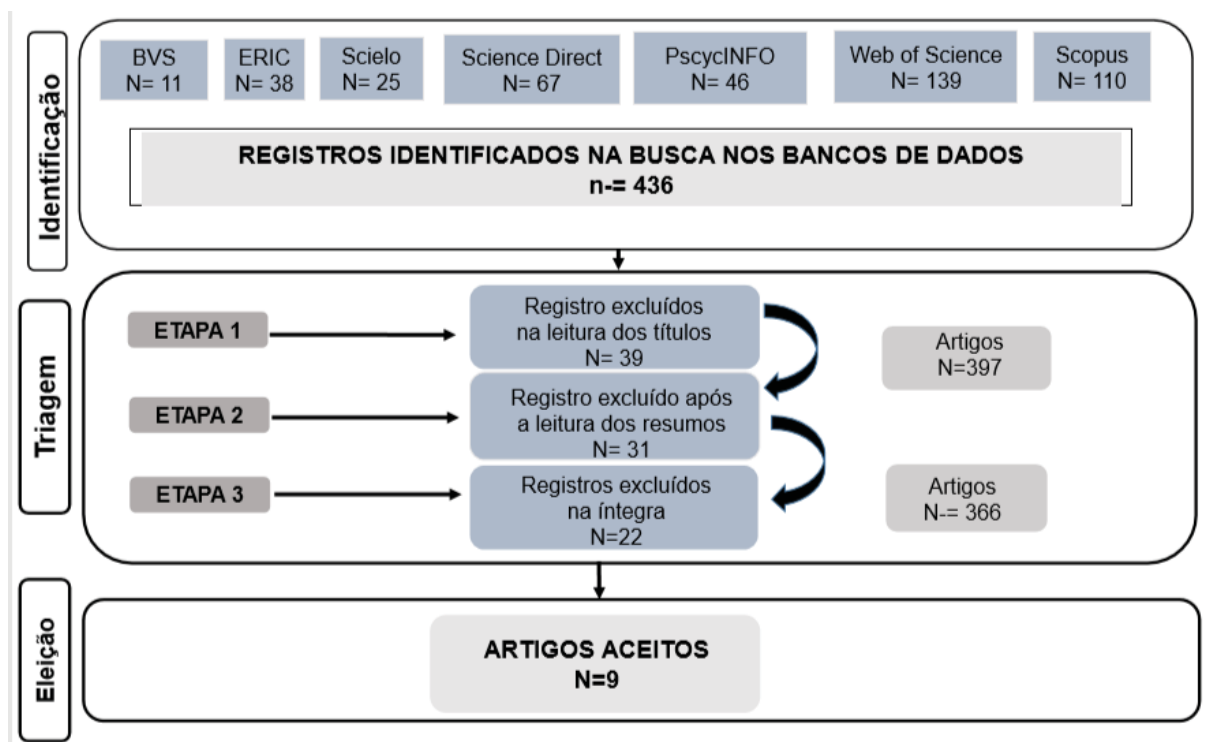 Identificação
BVS
N= 11
ERIC
N= 38
Scielo
N= 25
Science Direct
N= 67
PscycINFO
N= 46
Web of Science
N= 139
Scopus
N= 110
REGISTROS IDENTIFICADOS NA BUSCA NOS BANCOS DE DADOS
n-= 436
Triagem
ETAPA 1
Registro excluídos
na leitura dos títulos
N= 39
Artigos
N=397
ETAPA 2
Registro excluído após
a leitura dos resumos
N= 31
ETAPA 3
Registros excluídos
na íntegra
N=22
Artigos
N-= 366
Eleição
ARTIGOS ACEITOS
N=9